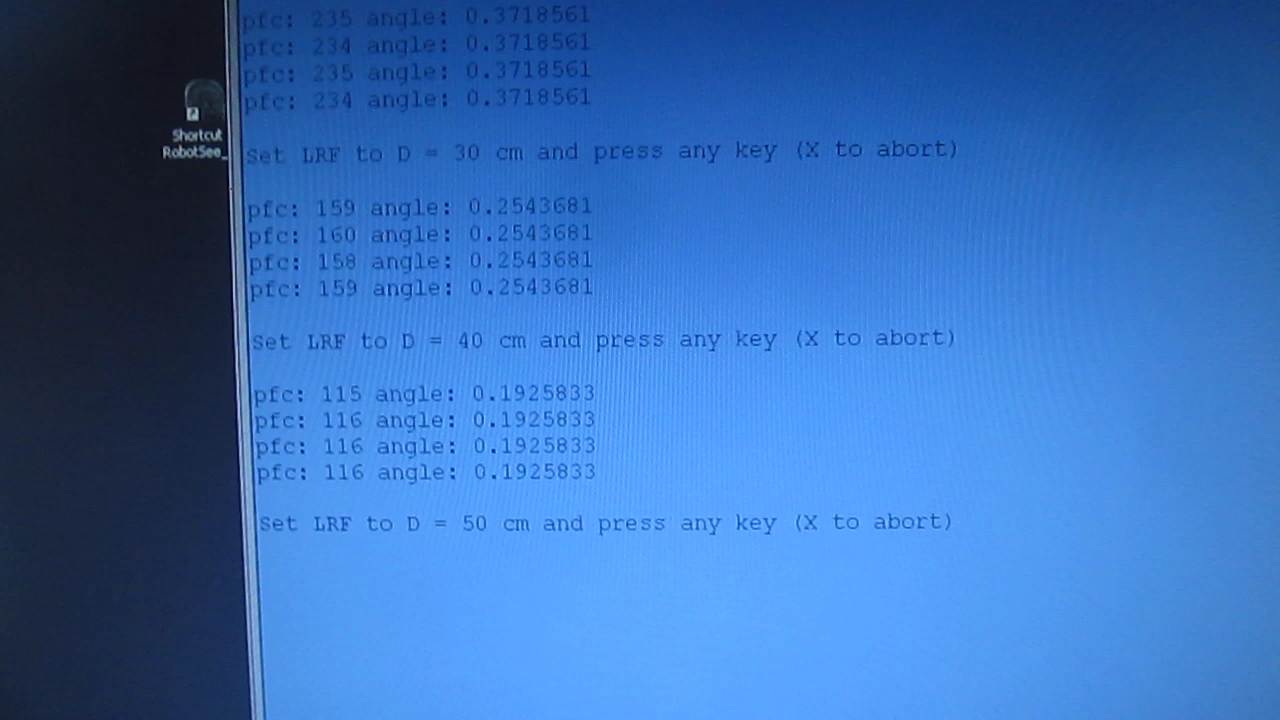 pfc: 235 angle: 0.3718561
pfc: 234 angle: 0.3718561
pfc: 235 angle: 0.3718561
pfc: 234 angle: 0.3718561
Shortcut
RobotSee_
Set LRF to D = 30 cm and press any key (X to abort)
pfc: 159 angle: 0.2543681
pfc: 160 angle: 0.2543681
pfc: 158 angle: 0.2543681
pfc: 159 angle: 0.2543681
Set LRF to D = 40 cm and press any key (X to abort)
pfc: 115 angle: 0.1925833
pfc: 116 angle: 0.1925833
pfc: 116 angle: 0.1925833
pfc: 116 angle: 0.1925833
Set LRF to D = 50 cm and press any key (X to abort)